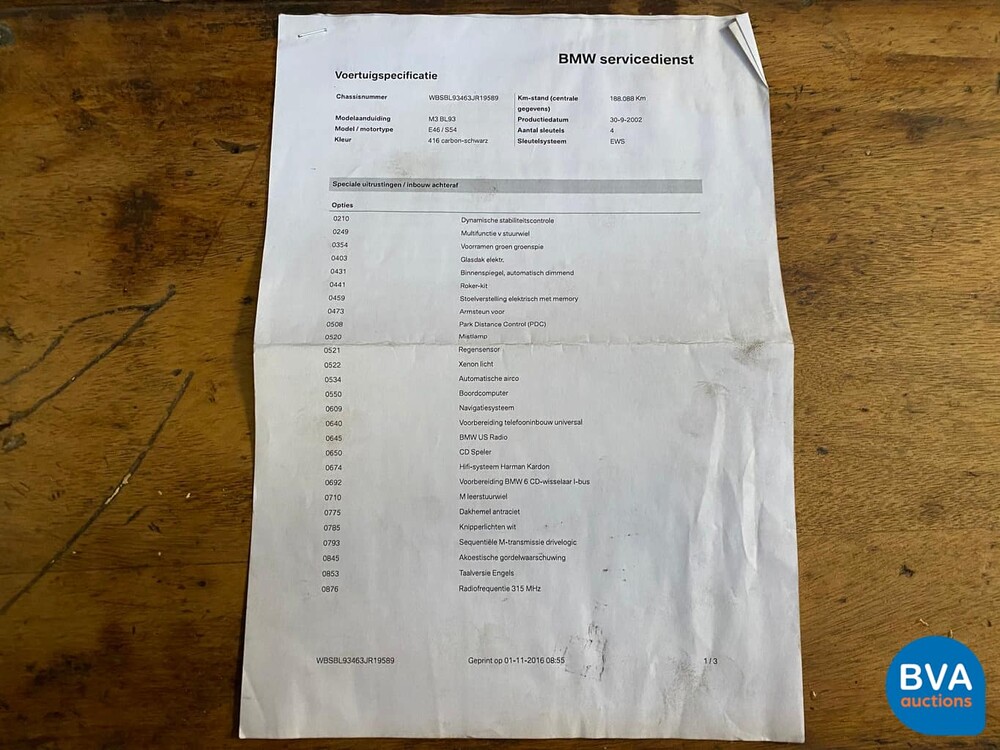 BMW servicedienst
Voertuigspecificatie
Chassisnummer WBSBL93463JR19589 Km-stand (centrale gegevens) 188.088 Km
Modelaanduiding M3 BL93 Productiedatum 30-9-2002
Model / motortype E46 / S54 Aantal sleutels 4
Kleur 416 carbon-schwarz Sleutelsysteem EWS
Speciale uitrustingen / inbouw achteraf
Opties
0210 Dynamische stabiliteitscontrole
0249 Multifunctie v stuurwiel
0354 Voorramen groen groenspie
0403 Glasdak elektr.
0431 Binnenspiegel, automatisch dimmend
0441 Roker-kit
0459 Stoelverstelling elektrisch met memory
0473 Armsteun voor
0508 Park Distance Control (PDC)
0520 Mistlamp
0521 Regensensor
0522 Xenon licht
0534 Automatische airco
0550 Boordcomputer
0609 Navigatiesysteem
0640 Voorbereiding telefooninbouw universal
0645 BMW US Radio
0650 CD Speler
0674 Hifi-systeem Harman Kardon
0692 Voorbereiding BMW 6 CD-wisselaar I-bus
0710 M leerstuurwiel
0775 Dakhemel antraciet
0785 Knipperlichten wit
0793 Sequentiële M-transmissie drivelogic
0845 Akoestische gordelwaarschuwing
0853 Taalversie Engels
0876 Radiofrequentie 315 MHz
WBSBL93463JR19589 Geprint op 01-11-2016 08:55 1 / 3
BVA
auctions